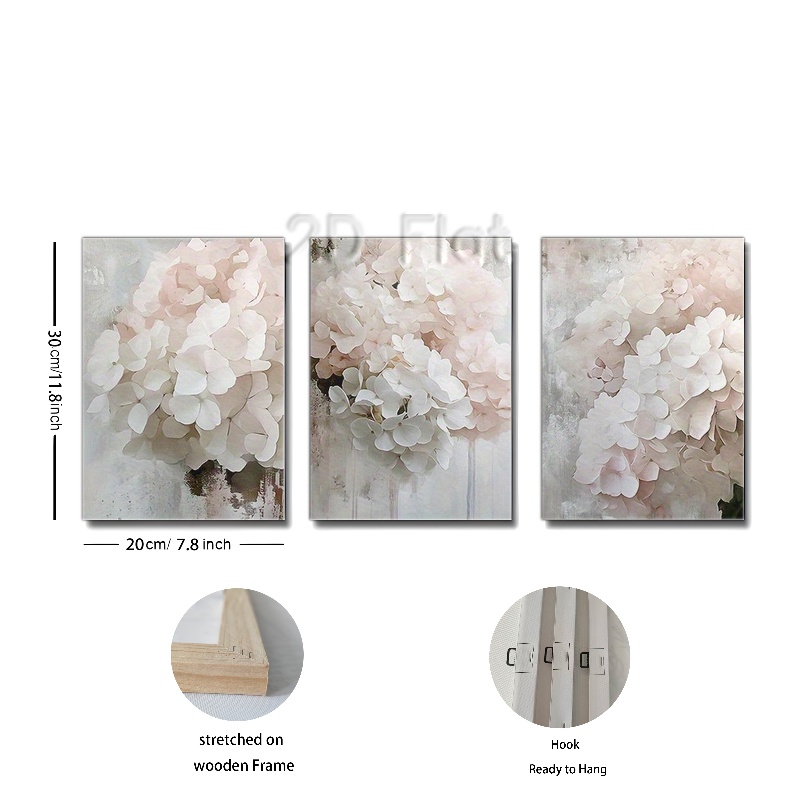 2D Flat
30cm/11.8inch
20cm/ 7.8 inch
stretched on
wooden Frame
Hook
Ready to Hang